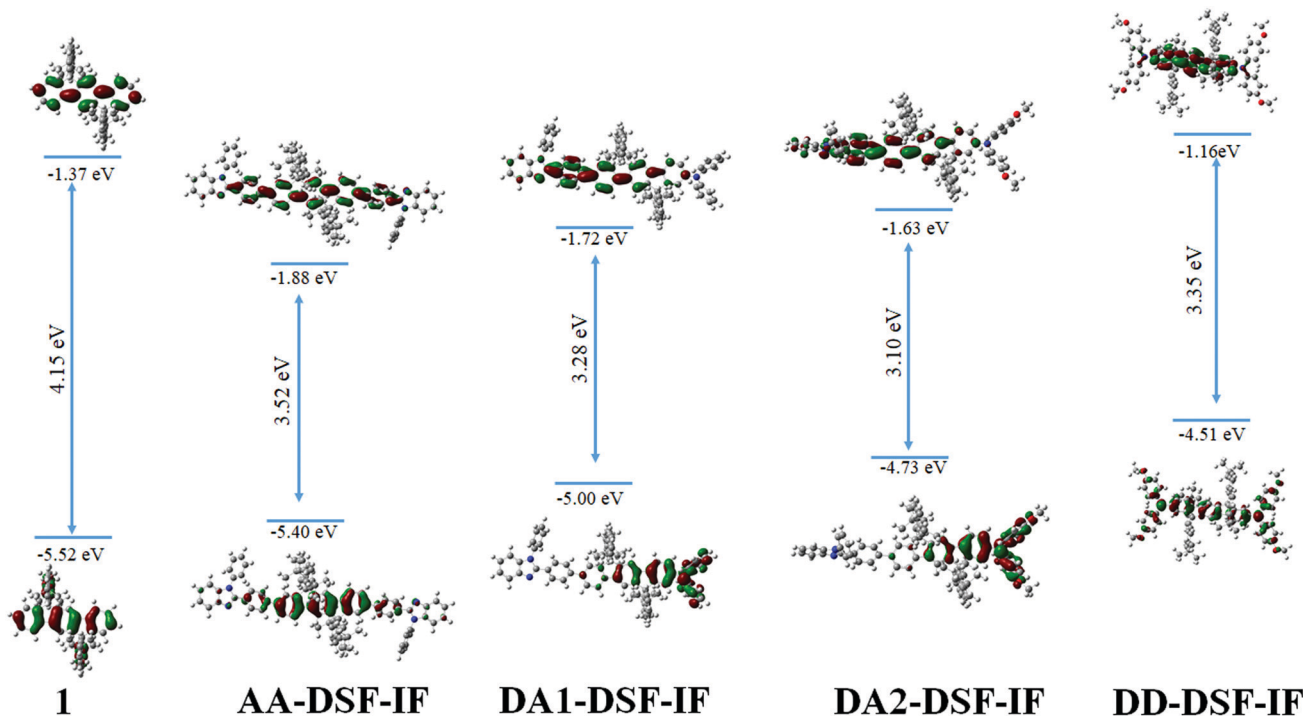 -1.37 eV
4.15 eV
-5.52 eV
1
-1.88 eV
3.52 eV
-5.40 eV
AA-DSF-IF
-1.72 eV
3.28 eV
-5.00 eV
DA1-DSF-IF
-1.63 eV
3.10 eV
-4.73 eV
DA2-DSF-IF
-1.16eV
3.35 eV
-4.51 eV
DD-DSF-IF